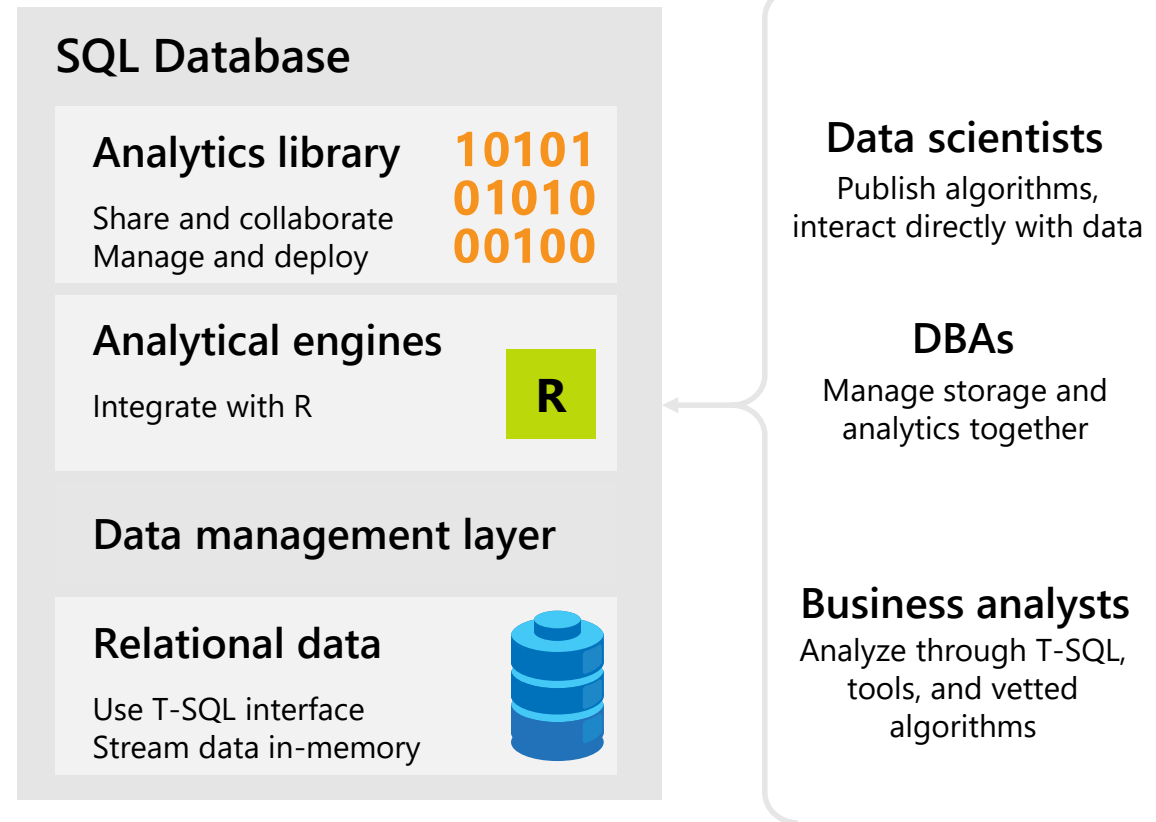 SQL Database
Analytics library
Share and collaborate
Manage and deploy
10101
01010
00100
Analytical engines
Integrate with R
R
Data management layer
Relational data
Use T-SQL interface
Stream data in-memory
Data scientists
Publish algorithms,
interact directly with data
DBAs
Manage storage and
analytics together
Business analysts
Analyze through T-SQL,
tools, and vetted
algorithms